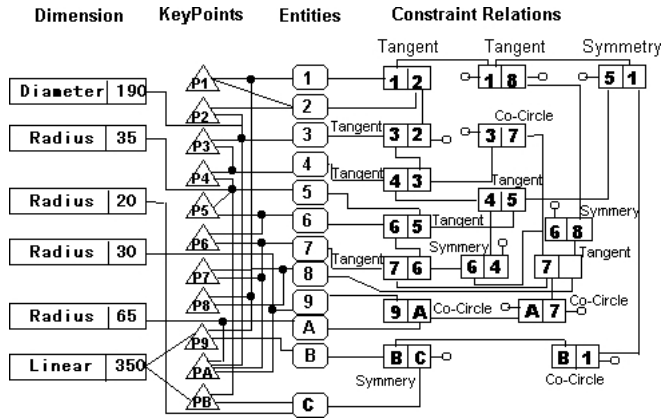 Dimension KeyPoints Entities Constraint Relations
Tangent Tangent Symmetry
P1 1 1 2 1 8 5 1
Diameter 190
2
P2 Co-Circle
3 Tangent 3 2 3 7
Radius 35 P3
4 Tangent 4 3 Tangent
P4
5 4 5
Radius 20 P5 Symmery
6 6 5 Tangent 6 8
P6
7 Tangent Symmery Tangent
Radius 30 P7 8 7 6 6 4 7
P8 9 Co-Circle
9 A Co-Circle A 7
Radius 65 A
P9 B B C B 1
Linear 350 PA Symmery Co-Circle
PB C